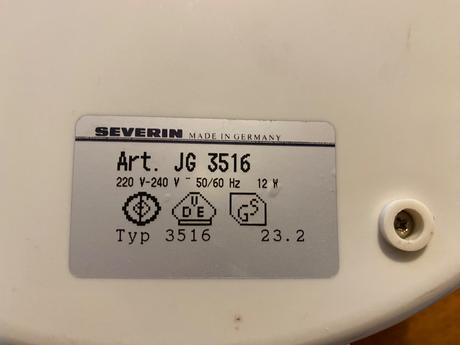 SEVERIN MADE IN GERMANY
Art. JG 3516
220 V-240 V ~ 50/60 Hz 12 W
U
D E
G S
Typ 3516 23.2